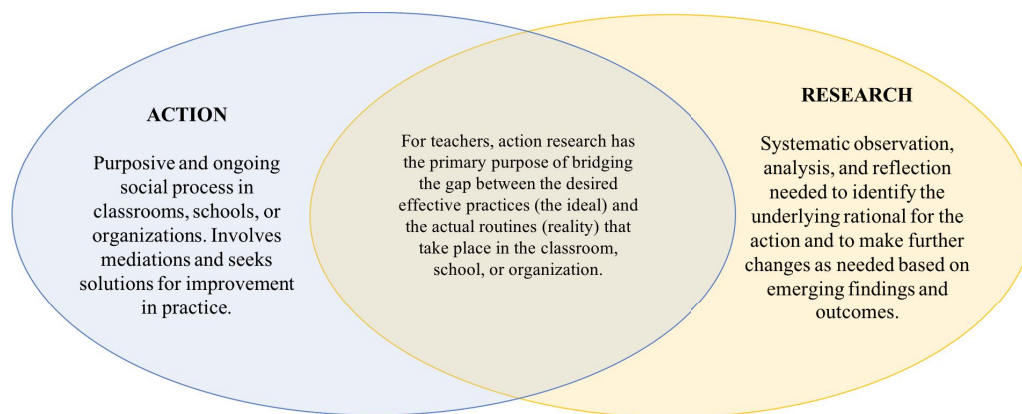 ACTION
Purposive and ongoing
social process in
classrooms, schools, or
organizations. Involves
mediations and seeks
solutions for improvement
in practice.
For teachers, action research has
the primary purpose of bridging
the gap between the desired
effective practices (the ideal) and
the actual routines (reality) that
take place in the classroom,
school, or organization.
RESEARCH
Systematic observation,
analysis, and reflection
needed to identify the
underlying rational for the
action and to make further
changes as needed based on
emerging findings and
outcomes.